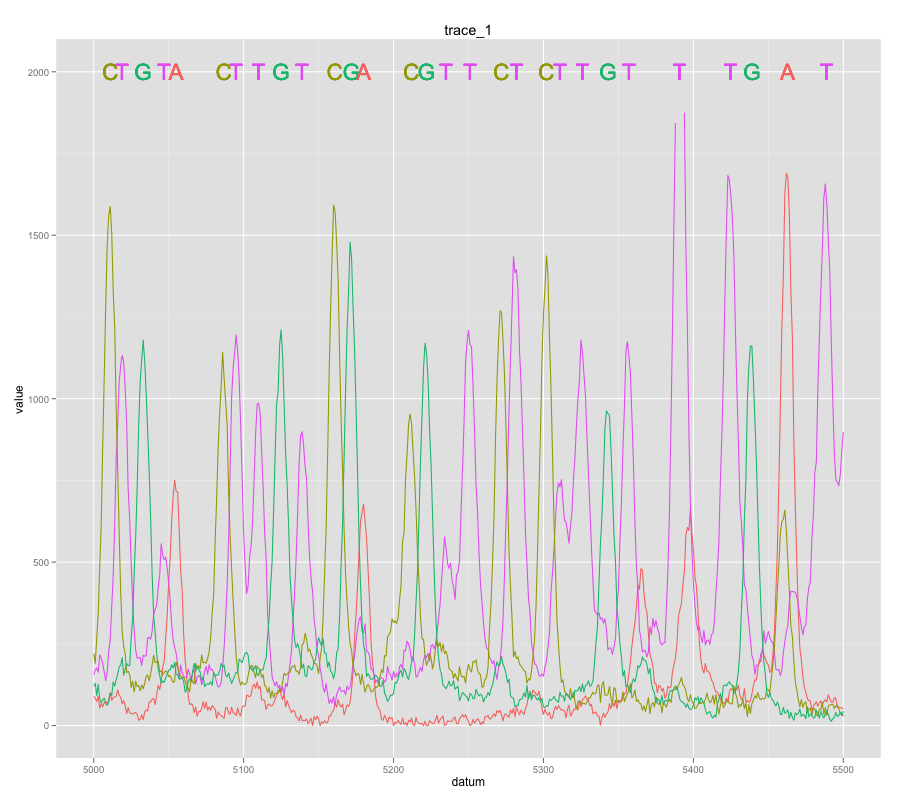 trace_1
C T G T A C T T G T C G A C G T T C T C T T G T T T G A T
2000
1500
1000
500
0
value
5000 5100 5200 5300 5400 5500
datum